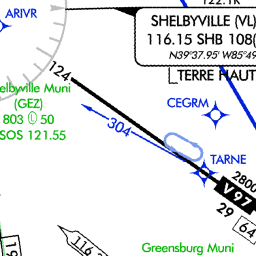 122.1R
ARIVR
SHELBYVILLE (VL)
116.15 SHB 108(
N39°37.95' W85°49
TERRE HAUT
124
elbyville Muni
(GEZ)
803 50
SOS 121.55
CEGRM
304
TARNE
2800
V97
29
64
116.
19
Greensburg Muni